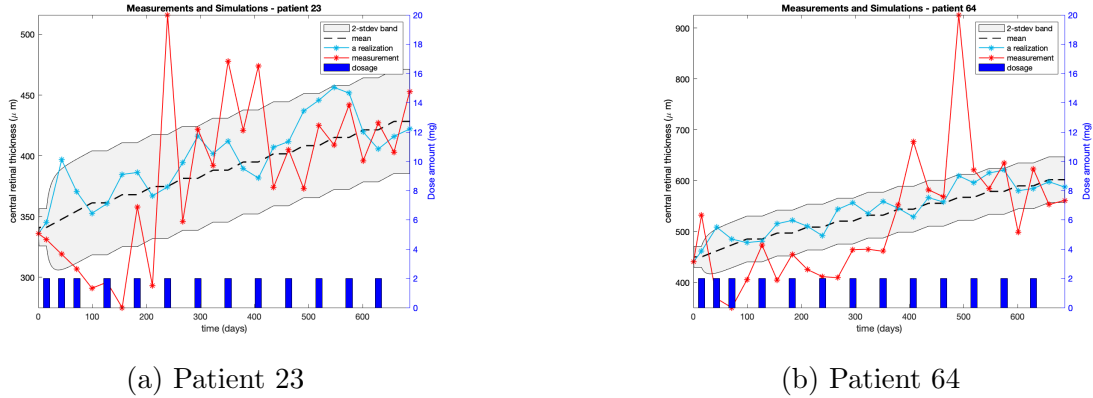 Measurements and Simulations - patient 23
2-stdev band
mean
a realization
measurement
dosage
central retinal thickness(μ m)
500
450
400
350
300
0 100 200 300 400 500 600
time (days)
Dose amount (mg)
20
18
16
14
12
10
8
6
4
2
0
(a) Patient 23
Measurements and Simulations - patient 64
2-stdev band
mean
a realization
measurement
dosage
central retinal thickness(μ m)
900
800
700
600
500
400
0 100 200 300 400 500 600
time (days)
Dose amount (mg)
20
18
16
14
12
10
8
6
4
2
0
(b) Patient 64